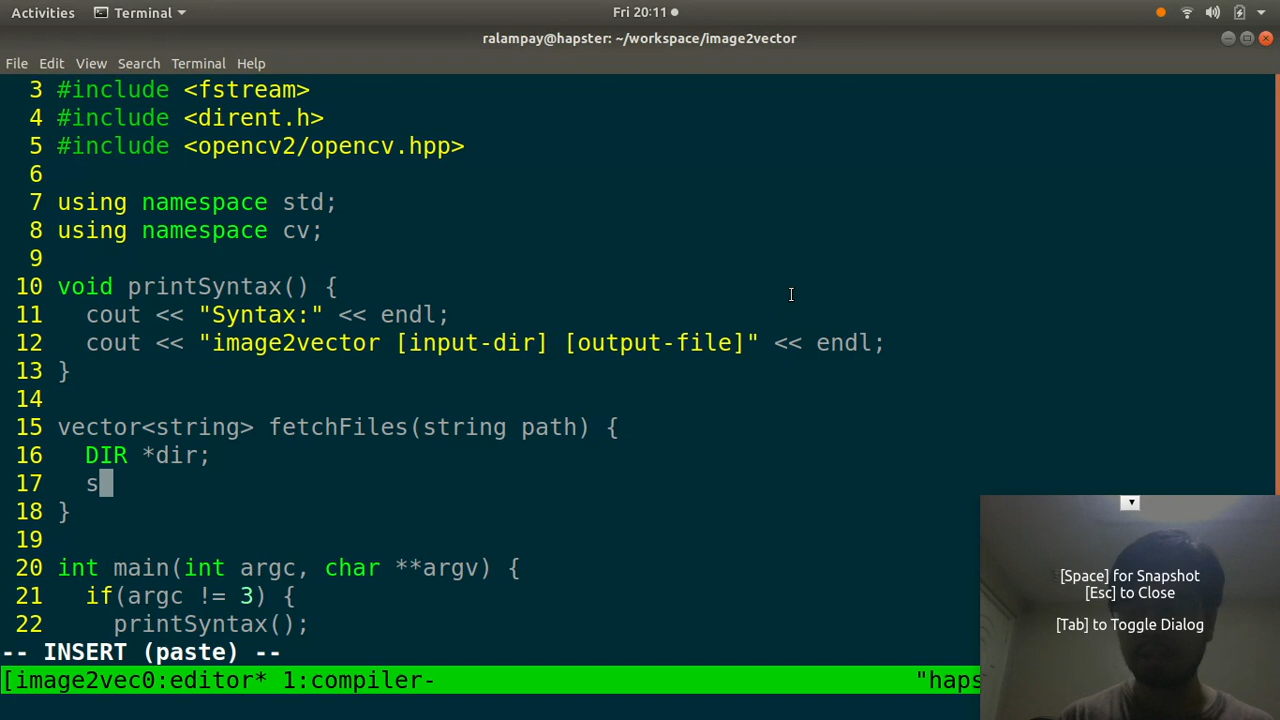 Activities Terminal Fri 20:11
ralampay@hapster: ~/workspace/image2vector
File Edit View Search Terminal Help
3 #include <fstream>
4 #include <dirent.h>
5 #include <opencv2/opencv.hpp>
6
7 using namespace std;
8 using namespace cv;
9
10 void printSyntax() {
11   cout << "Syntax:" << endl;
12   cout << "image2vector [input-dir] [output-file]" << endl;
13 }
14
15 vector<string> fetchFiles(string path) {
16   DIR *dir;
17   s
18 }
19
20 int main(int argc, char **argv) {
21   if(argc != 3) {
22     printSyntax();
-- INSERT (paste) --
[image2vec0:editor* 1:compiler- "haps
[Space] for Snapshot
[Esc] to Close
[Tab] to Toggle Dialog